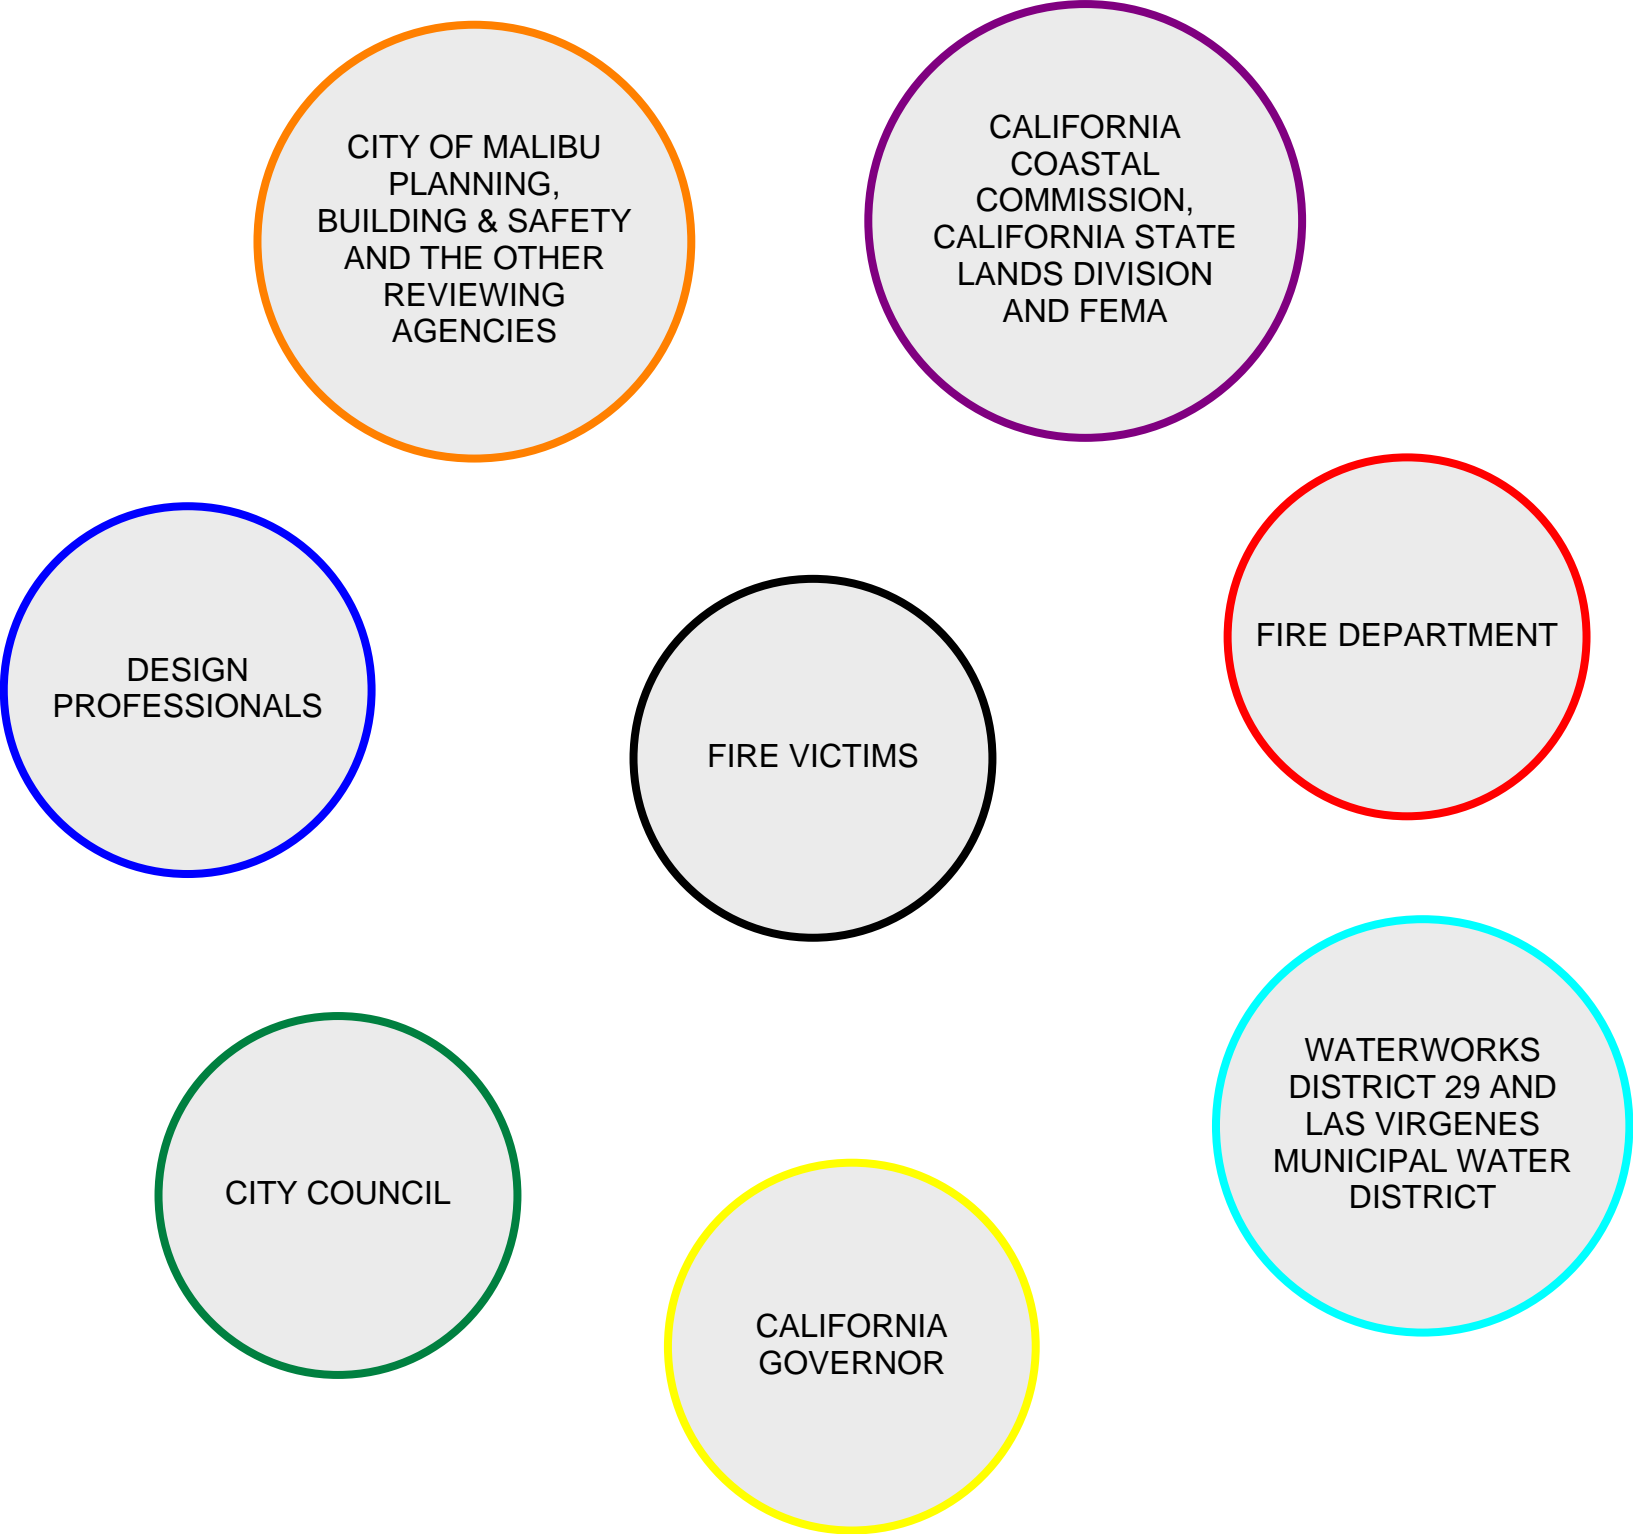 CITY OF MALIBU
PLANNING,
BUILDING & SAFETY
AND THE OTHER
REVIEWING
AGENCIES
CALIFORNIA
COASTAL
COMMISSION,
CALIFORNIA STATE
LANDS DIVISION
AND FEMA
DESIGN
PROFESSIONALS
FIRE VICTIMS
FIRE DEPARTMENT
CITY COUNCIL
CALIFORNIA
GOVERNOR
WATERWORKS
DISTRICT 29 AND
LAS VIRGENES
MUNICIPAL WATER
DISTRICT